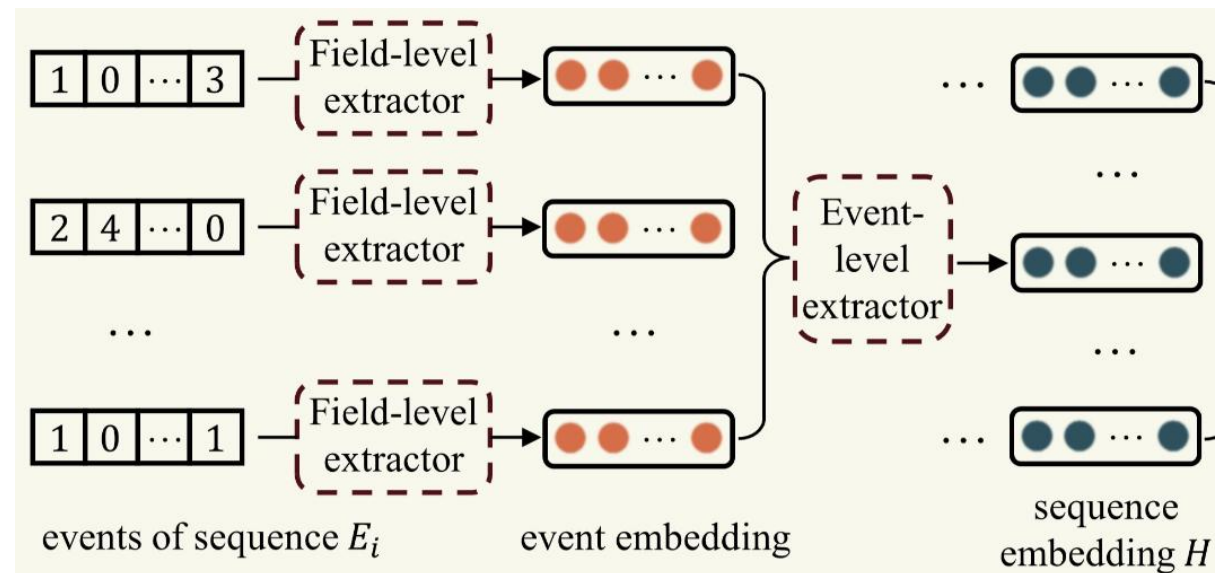 1 0 ··· 3
Field-level
extractor
···
···
···
2 4 ··· 0
Field-level
extractor
···
Event-
level
extractor
···
···
···
···
···
1 0 ··· 1
Field-level
extractor
···
···
···
events of sequence E_i
event embedding
sequence
embedding H